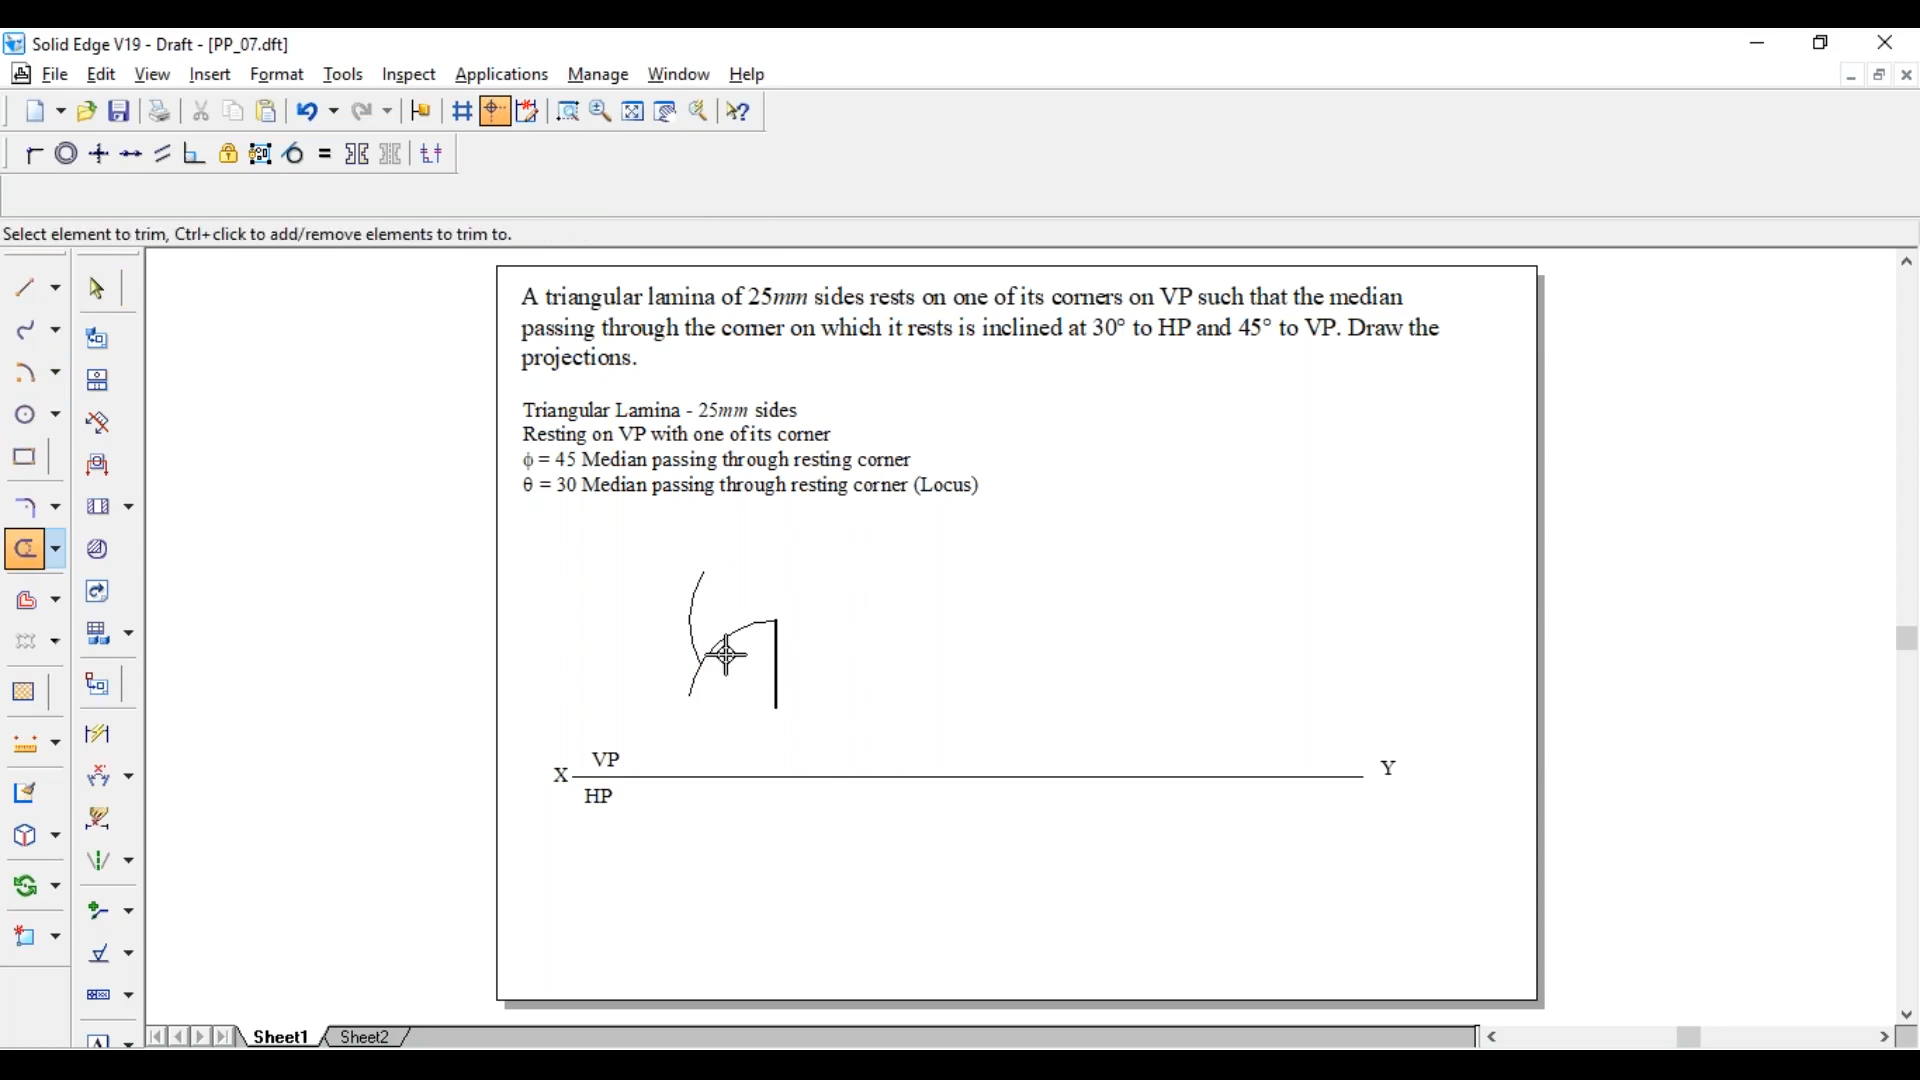 Solid Edge V19 - Draft - [PP_07.dft]
File Edit View Insert Format Tools Inspect Applications Manage Window Help
Select element to trim, Ctrl+click to add/remove elements to trim to.
A triangular lamina of 25mm sides rests on one of its corners on VP such that the median
passing through the corner on which it rests is inclined at 30° to HP and 45° to VP. Draw the
projections.
Triangular Lamina - 25mm sides
Resting on VP with one of its corner
ϕ = 45 Median passing through resting corner
θ = 30 Median passing through resting corner (Locus)
VP
X Y
HP
Sheet1 Sheet2